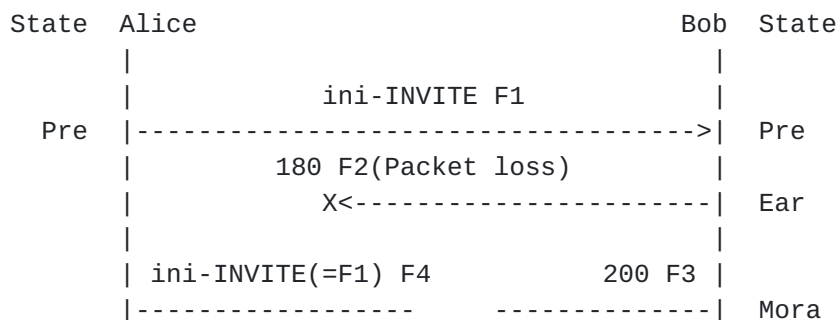 State  Alice                                    Bob  State
       |                                     |
       |            ini-INVITE F1            |
  Pre  |------------------------------------>|  Pre
       |         180 F2(Packet loss)         |
       |            X<-----------------------|  Ear
       |                                     |
       | ini-INVITE(=F1) F4           200 F3 |
       |------------------     --------------|  Mora